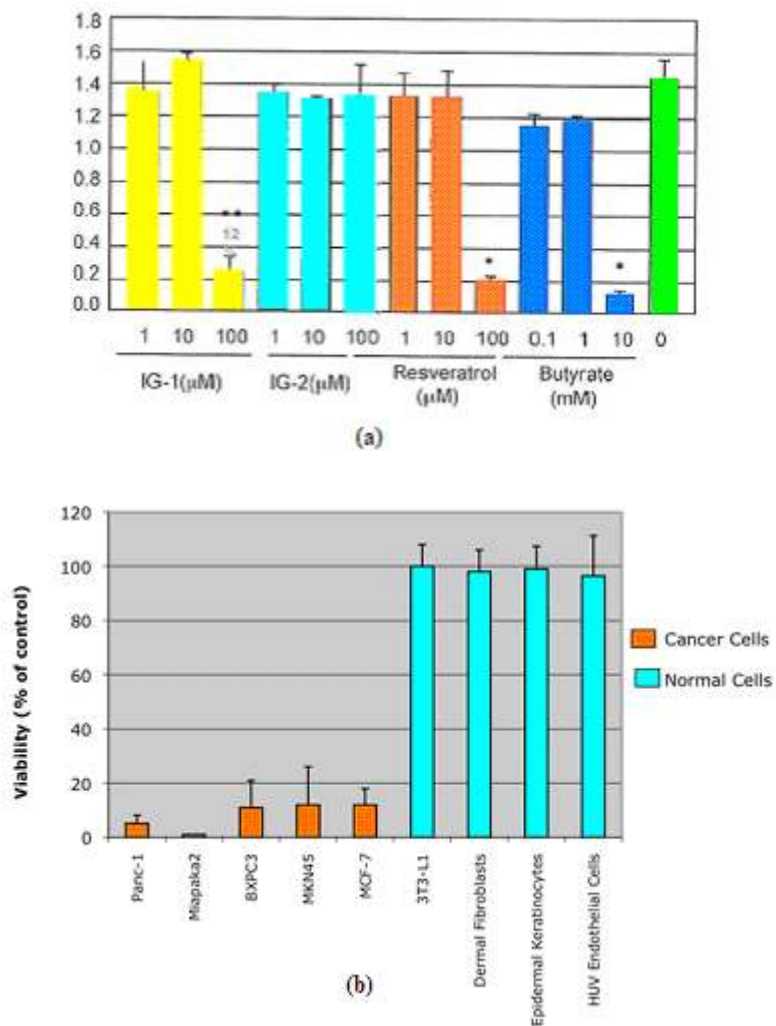 1.8
1.6
1.4
1.2
1.0
0.8
0.6
0.4
0.2
0.0
**
12
*
*
1 10 100 1 10 100 1 10 100 0.1 1 10 0
IG-1(μM) IG-2(μM) Resveratrol (μM) Butyrate (mM)
(a)
120
100
80
60
40
20
0
Viability (% of control)
Cancer Cells
Normal Cells
Panc-1
Miapaka2
BXPC3
MKN45
MCF-7
3T3-L1
Dermal Fibroblasts
Epidermal Keratinocytes
HUV Endothelial Cells
(b)